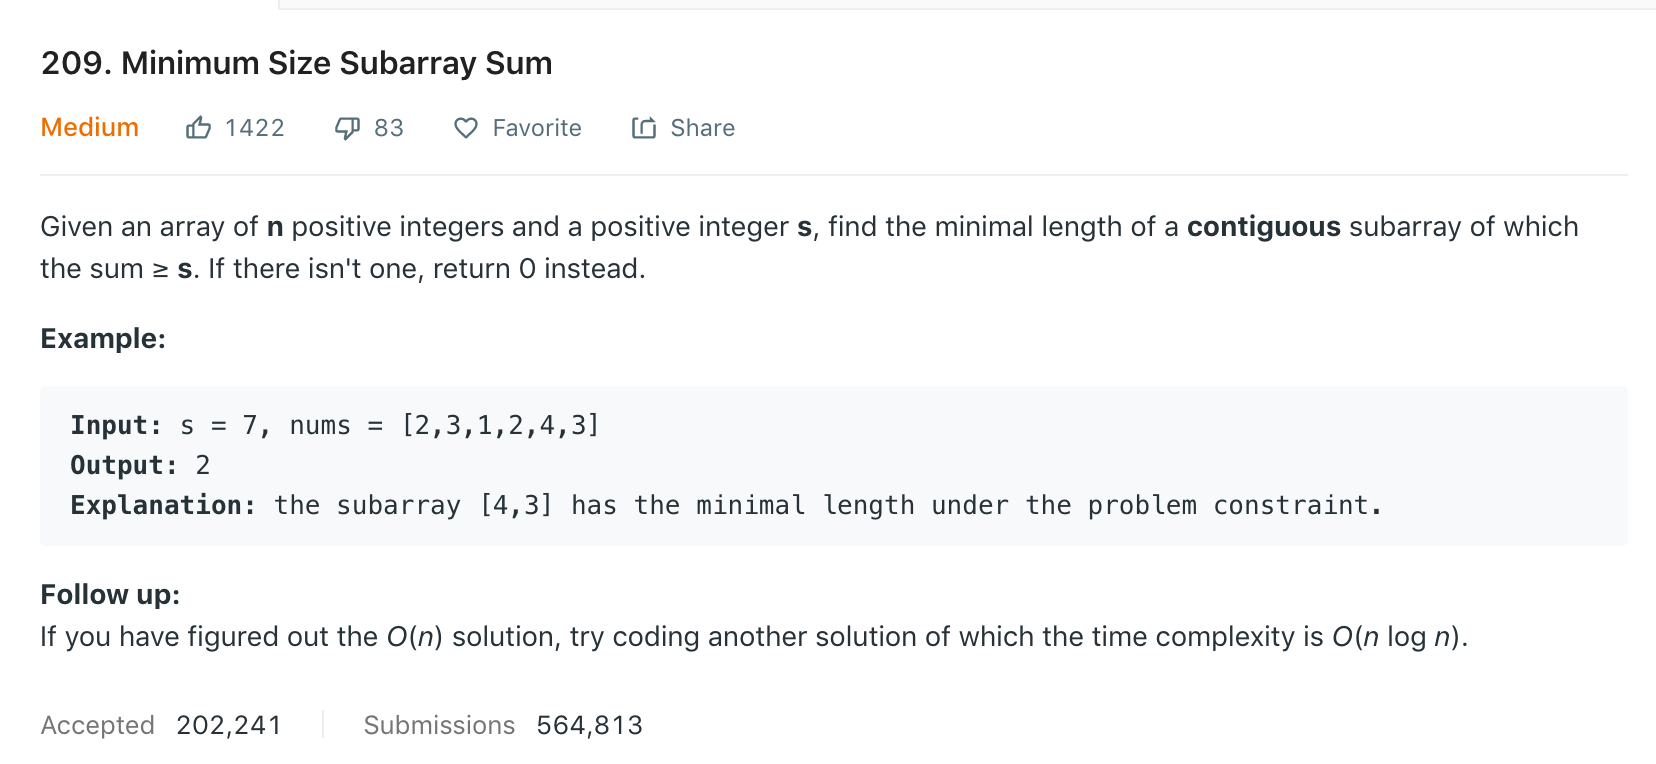 209. Minimum Size Subarray Sum
Medium 1422 83 Favorite Share
Given an array of n positive integers and a positive integer s, find the minimal length of a contiguous subarray of which
the sum ≥ s. If there isn't one, return 0 instead.
Example:
Input: s = 7, nums = [2,3,1,2,4,3]
Output: 2
Explanation: the subarray [4,3] has the minimal length under the problem constraint.
Follow up:
If you have figured out the O(n) solution, try coding another solution of which the time complexity is O(n log n).
Accepted 202,241 Submissions 564,813